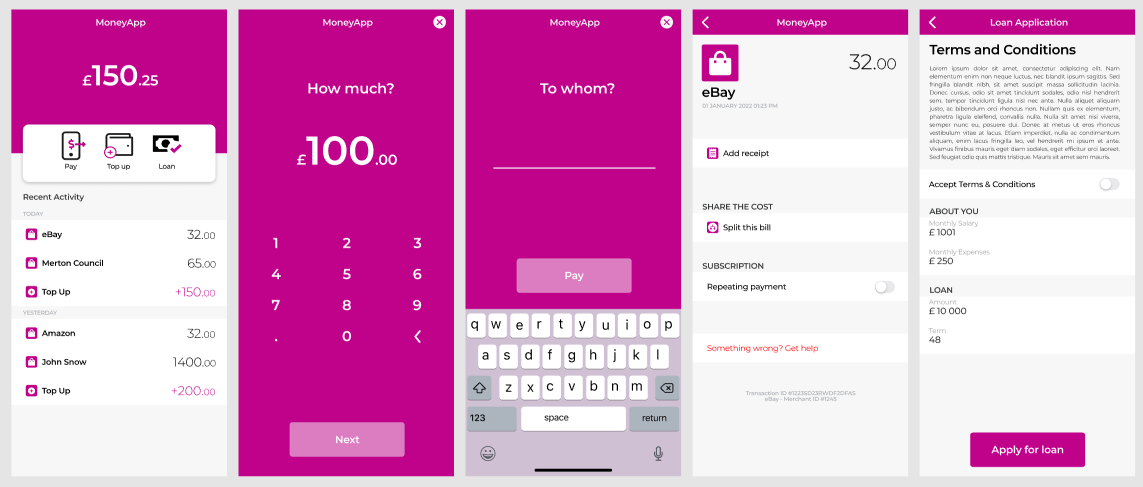 MoneyApp
£150.25
Pay
Top up
Loan
Recent Activity
TODAY
eBay 32.00
Merton Council 65.00
Top Up +150.00
YESTERDAY
Amazon 32.00
John Snow 1400.00
Top Up +200.00
MoneyApp
How much?
£100.00
1 2 3
4 5 6
7 8 9
. 0
Next
MoneyApp
To whom?
Pay
q w e r t y u i o p
a s d f g h j k l
z x c v b n m
123 space return
MoneyApp
32.00
eBay
01 JANUARY 2022 01:23 PM
Add receipt
SHARE THE COST
Split this bill
SUBSCRIPTION
Repeating payment
Something wrong? Get help
Transaction ID
eBay - Merchant ID #1245
Loan Application
Terms and Conditions
Lorem ipsum dolor sit amet, consectetur adipiscing elit. Nam
elementum enim non neque luctus, nec blandit ipsum sagittis. Sed
fringilla blandit nibh, sit amet suscipit massa sollicitudin lacinia.
Donec cursus, odio sit amet tincidunt sodales, odio nisl hendrerit
sem, tempor tincidunt ligula nisl nec ante. Nulla aliquet aliquam
justo, ac bibendum orci rhoncus non. Nullam quis ex elementum,
pharetra ligula eleifend, convallis nulla. Nulla sit amet nisi viverra,
semper nunc eu, posuere dui. Donec at metus ut eros rhoncus
vestibulum vitae at lacus. Etiam imperdiet, nulla ac condimentum
aliquam, enim lacus fringilla leo, vel hendrerit mi ipsum et ante.
Vivamus finibus mauris eget diam sodales, eget efficitur orci laoreet.
Sed feugiat odio quis mattis tristique. Mauris sit amet sem mauris.
Accept Terms & Conditions
ABOUT YOU
Monthly Salary
£ 1001
Monthly Expenses
£ 250
LOAN
Amount
£ 10 000
Term
48
Apply for loan